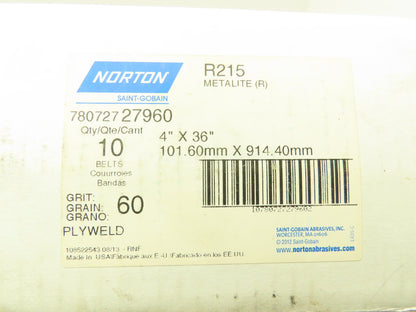 NORTON
SAINT-GOBAIN
R215
METALITE (R)
780727 27960
Qty/Qte/Cant
10
BELTS
Courroies
Bandas
4" X 36"
101.60mm X 914.40mm
GRIT:
GRAIN: 60
GRANO:
PLYWELD
Made in USA\Fabrique aux E.-U.\Fabricado en los EE.UU.
SAINT-GOBAIN ABRASIVES, INC.
WORCESTER, MA 01606
© 2012 Saint-Gobain
www.nortonabrasives.com